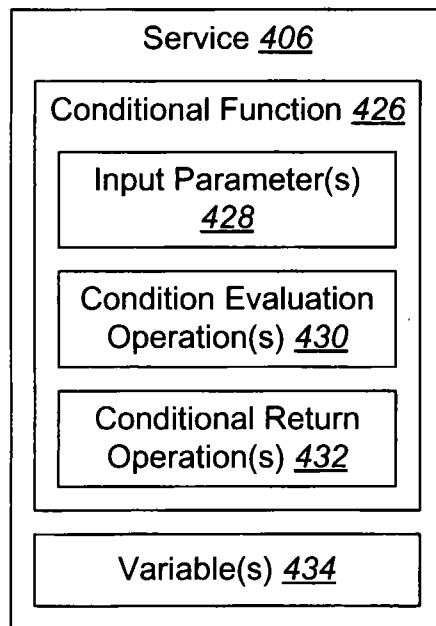 Service 406
Conditional Function 426
Input Parameter(s)
428
Condition Evaluation
Operation(s) 430
Conditional Return
Operation(s) 432
Variable(s) 434